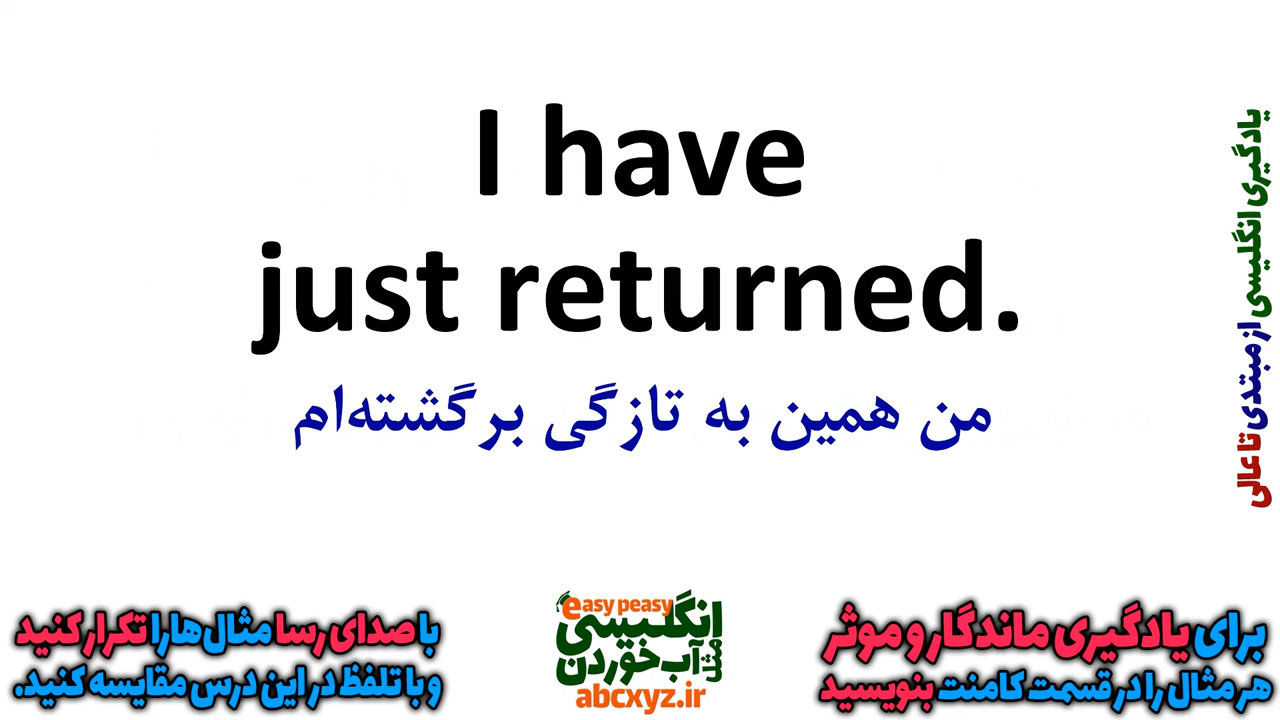 I have
just returned.
من همین به تازگی برگشته‌ام
یادگیری انگلیسی از مبتدی تا عالی
برای یادگیری ماندگار و موثر
هر مثال را در قسمت کامنت بنویسید
easy peasy
انگلیسی
مثل آب خوردن
abcxyz.ir
با صدای رسا مثال‌ها را تکرار کنید
و با تلفظ در این درس مقایسه کنید.